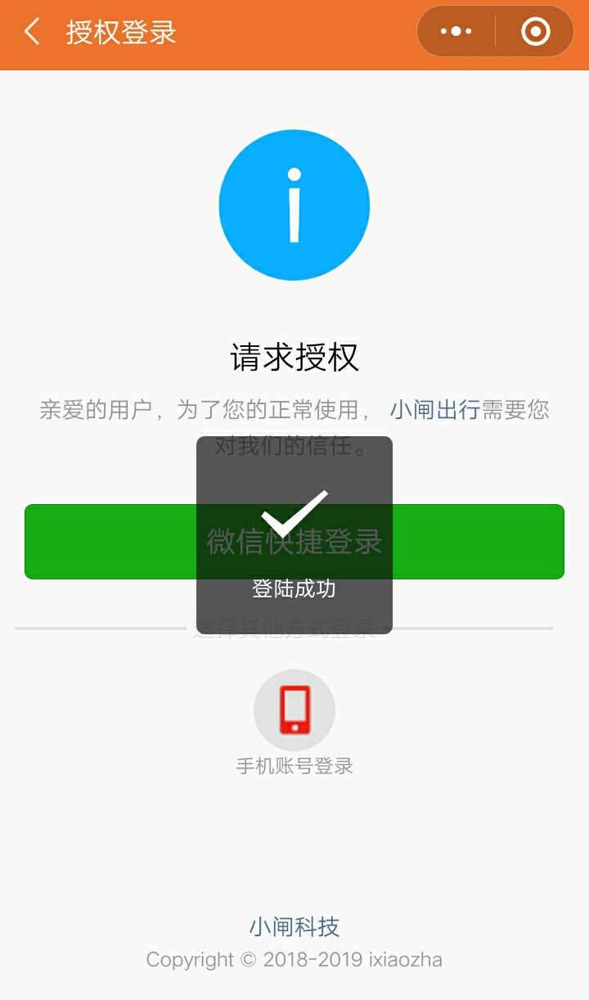 授权登录
请求授权
亲爱的用户，为了您的正常使用， 小闸出行需要您
对我们的信任。
微信快捷登录
登陆成功
选择其他方式登录
手机账号登录
小闸科技
Copyright © 2018-2019 ixiaozha